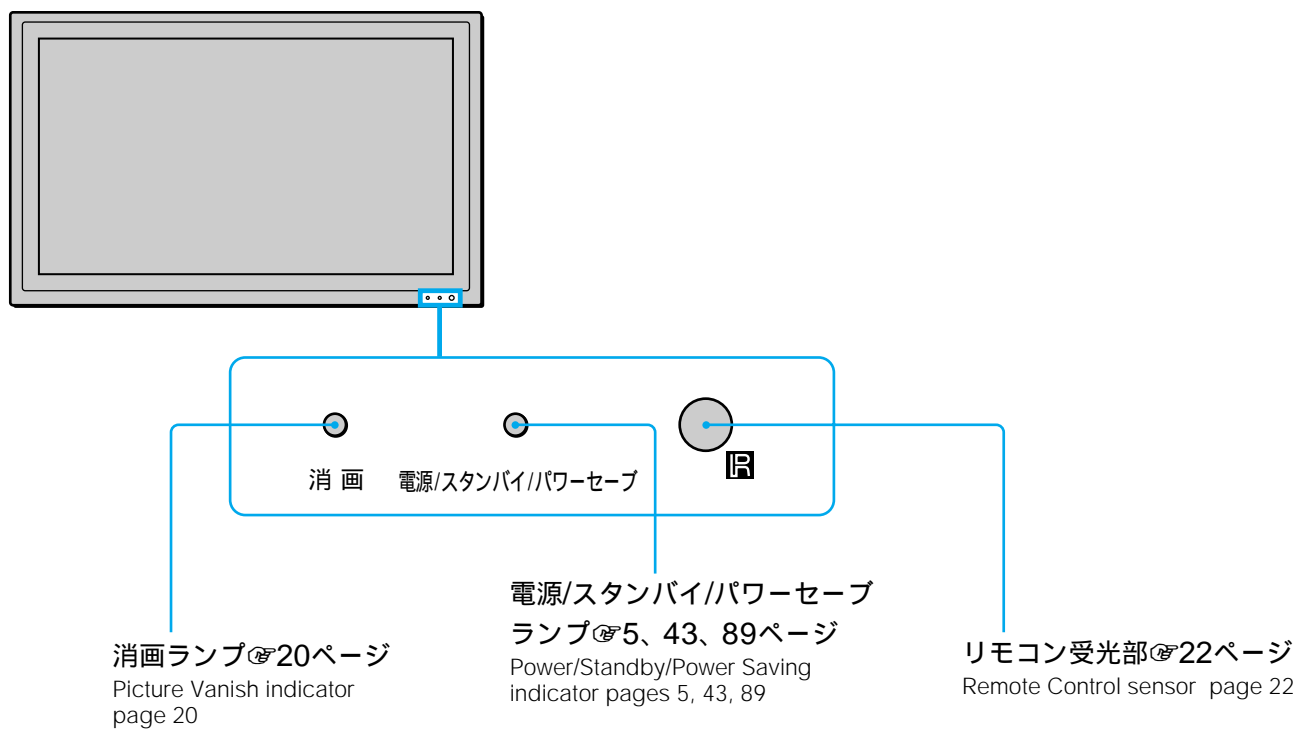 消 画
電源/スタンバイ/パワーセーブ
IR
電源/スタンバイ/パワーセーブ
ランプ☞5、43、89ページ
Power/Standby/Power Saving
indicator pages 5, 43, 89
消画ランプ☞20ページ
Picture Vanish indicator
page 20
リモコン受光部☞22ページ
Remote Control sensor page 22